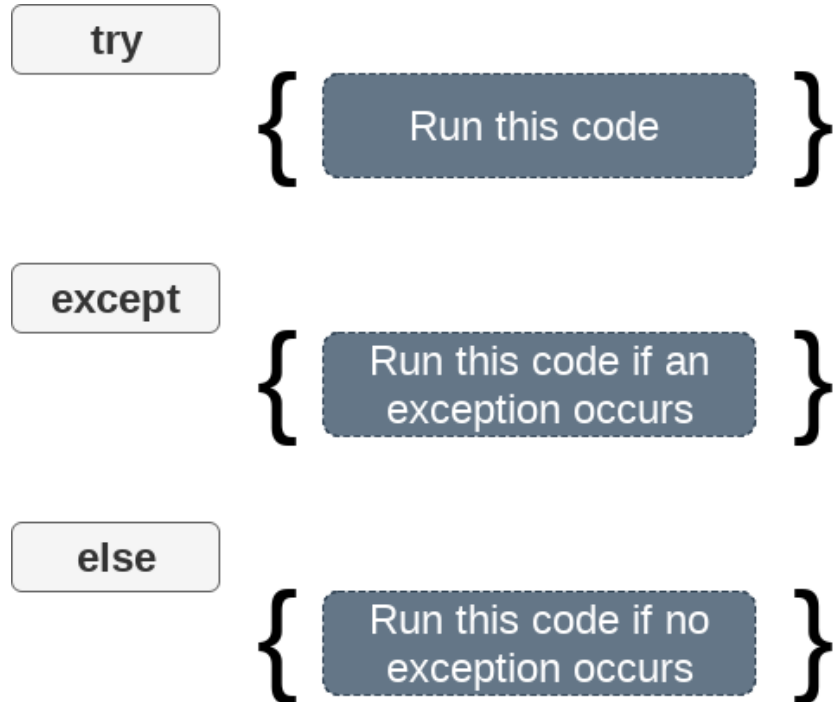 try
{ Run this code }
except
{ Run this code if an
exception occurs }
else
{ Run this code if no
exception occurs }